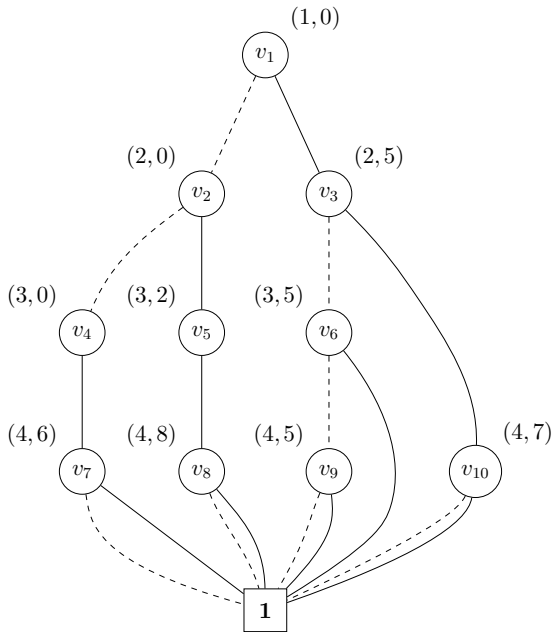 (1, 0)
v₁
(2, 0)
(2, 5)
v₂
v₃
(3, 0)
(3, 2)
(3, 5)
v₄
v₅
v₆
(4, 6)
(4, 8)
(4, 5)
(4, 7)
v₇
v₈
v₉
v₁₀
1